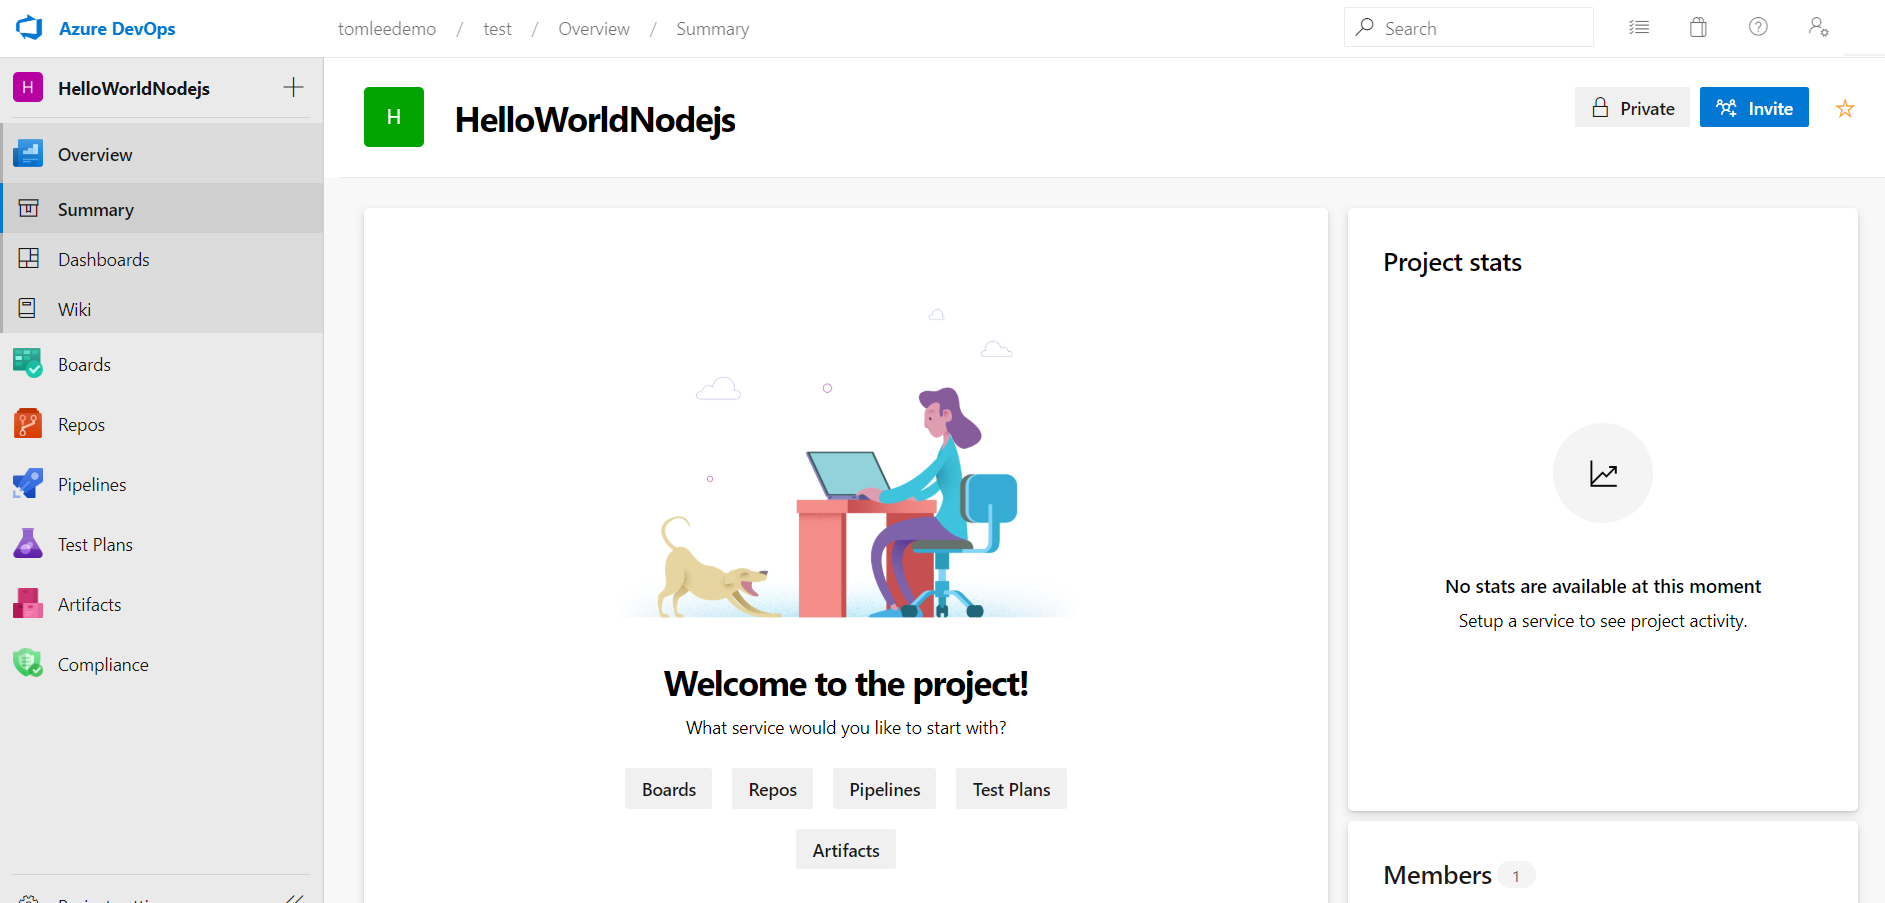 Azure DevOps
tomleedemo / test / Overview / Summary
Search
H HelloWorldNodejs
Overview
Summary
Dashboards
Wiki
Boards
Repos
Pipelines
Test Plans
Artifacts
Compliance
H
HelloWorldNodejs
Private
Invite
Welcome to the project!
What service would you like to start with?
Boards Repos Pipelines Test Plans
Artifacts
Project stats
No stats are available at this moment
Setup a service to see project activity.
Members 1